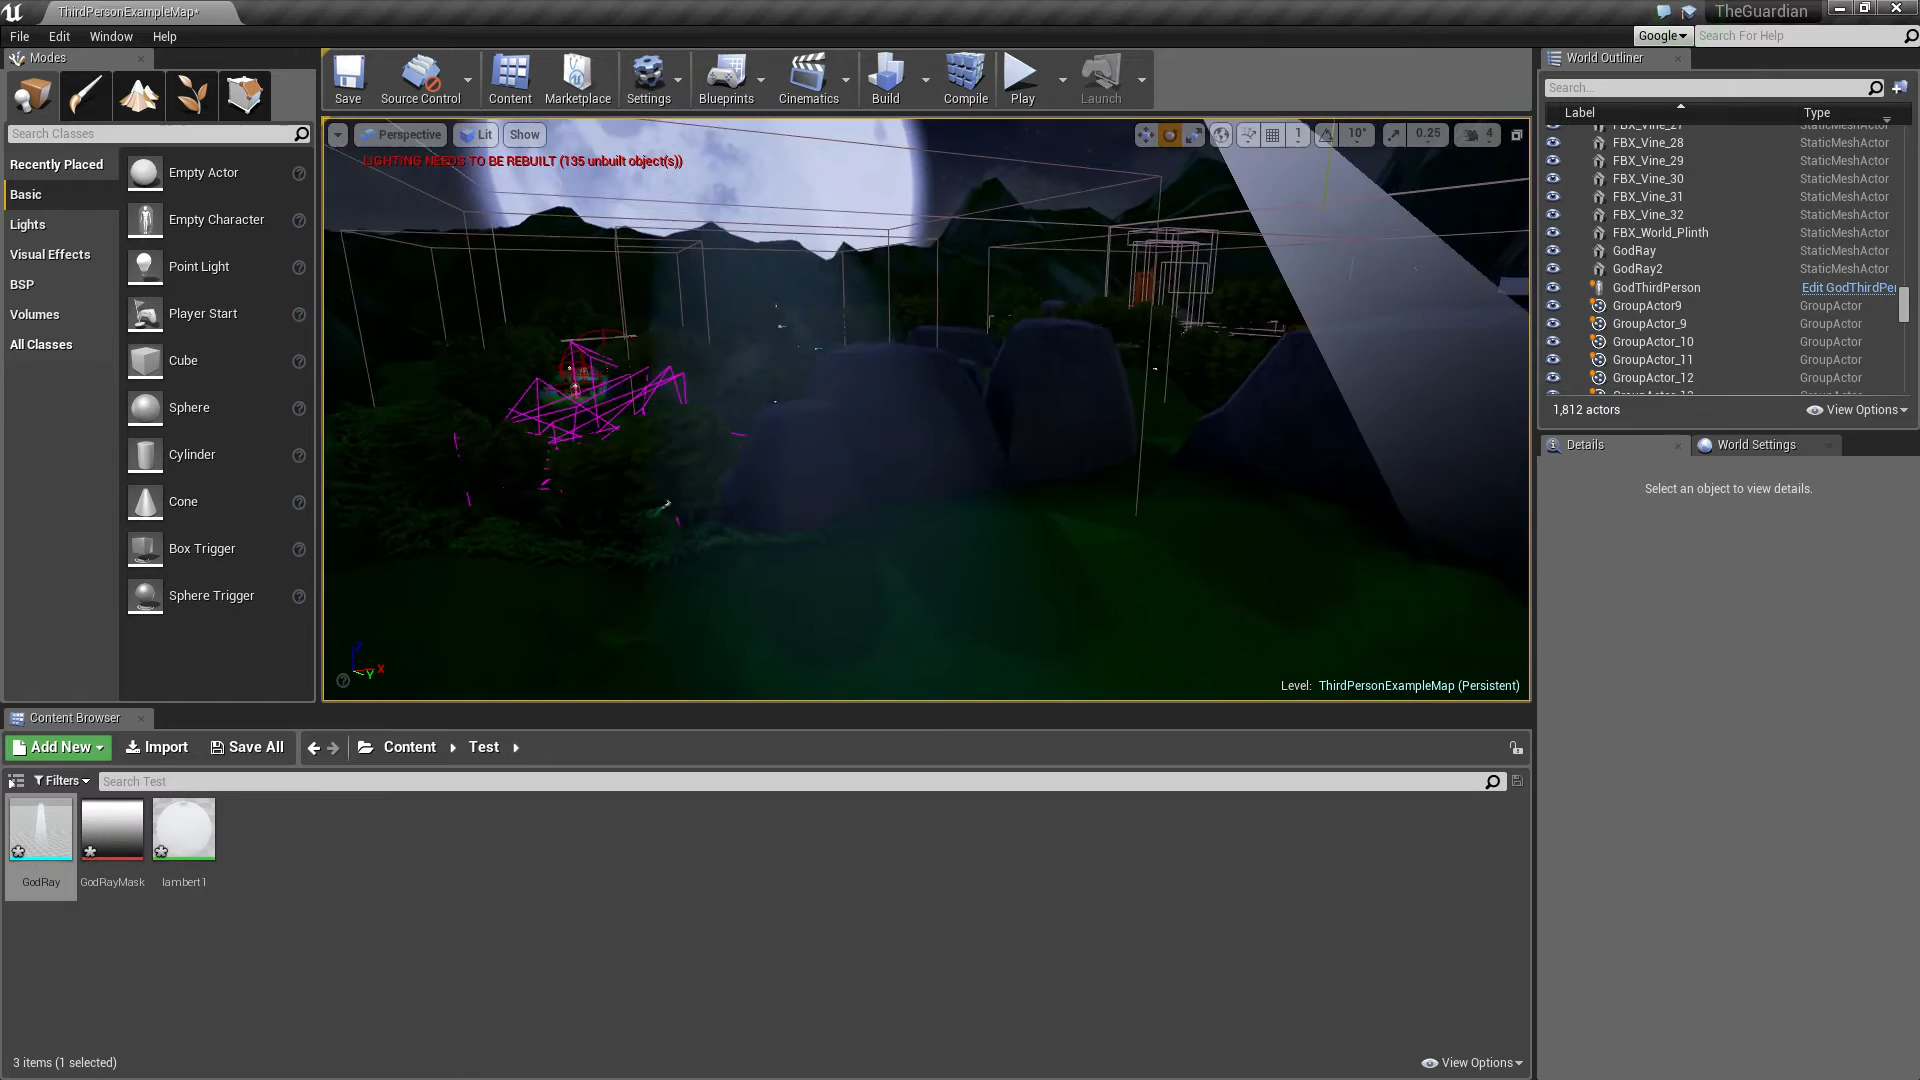 ThirdPersonExampleMap*
TheGuardian
File Edit Window Help
Google Search For Help
Modes
Search Classes
Recently Placed
Basic
Lights
Visual Effects
BSP
Volumes
All Classes
Empty Actor
Empty Character
Point Light
Player Start
Cube
Sphere
Cylinder
Cone
Box Trigger
Sphere Trigger
Save Source Control Content Marketplace Settings Blueprints Cinematics Build Compile Play Launch
Perspective Lit Show
1 10° 0.25 4
LIGHTING NEEDS TO BE REBUILT (135 unbuilt object(s))
Z X Y
Level: ThirdPersonExampleMap (Persistent)
World Outliner
Search...
Label Type
FBX_Vine_27 StaticMeshActor
FBX_Vine_28 StaticMeshActor
FBX_Vine_29 StaticMeshActor
FBX_Vine_30 StaticMeshActor
FBX_Vine_31 StaticMeshActor
FBX_Vine_32 StaticMeshActor
FBX_World_Plinth StaticMeshActor
GodRay StaticMeshActor
GodRay2 StaticMeshActor
GodThirdPerson Edit GodThirdPer
GroupActor9 GroupActor
GroupActor_9 GroupActor
GroupActor_10 GroupActor
GroupActor_11 GroupActor
GroupActor_12 GroupActor
1,812 actors View Options
Details World Settings
Select an object to view details.
Content Browser
Add New Import Save All Content Test
Filters Search Test
GodRay GodRayMask lambert1
3 items (1 selected) View Options